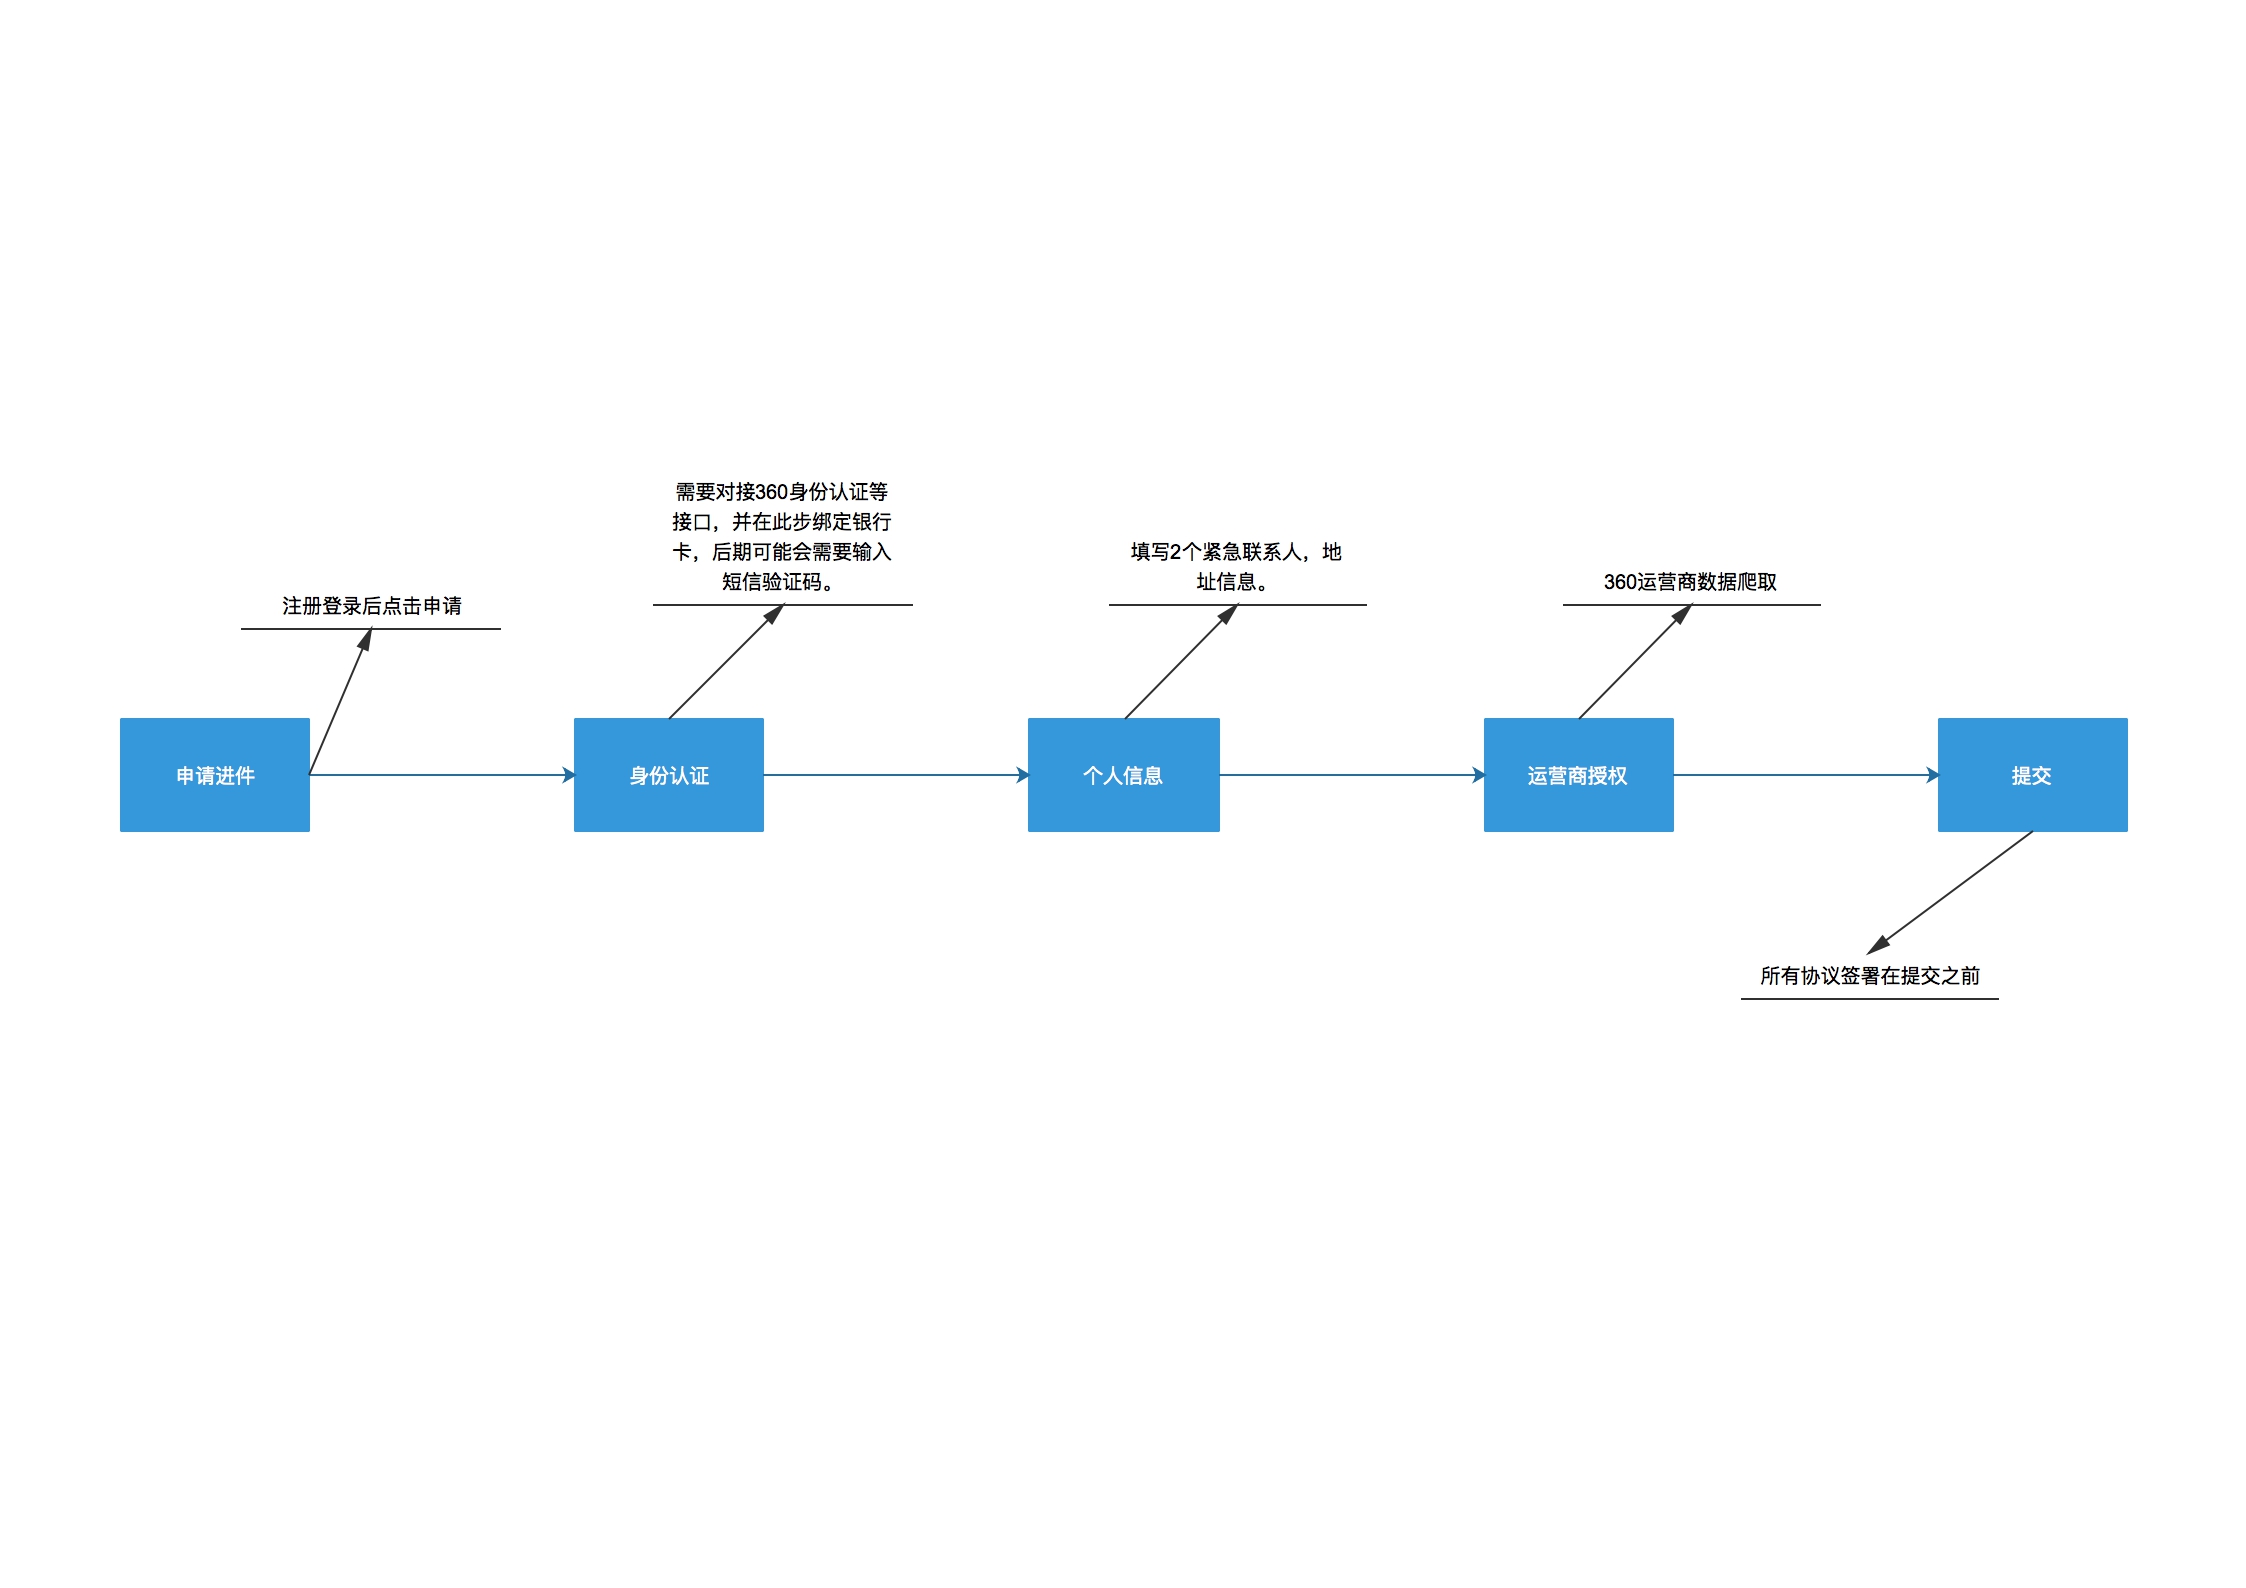 需要对接360身份认证等
接口，并在此步绑定银行
卡，后期可能会需要输入
短信验证码。
填写2个紧急联系人，地
址信息。
360运营商数据爬取
注册登录后点击申请
申请进件
身份认证
个人信息
运营商授权
提交
所有协议签署在提交之前